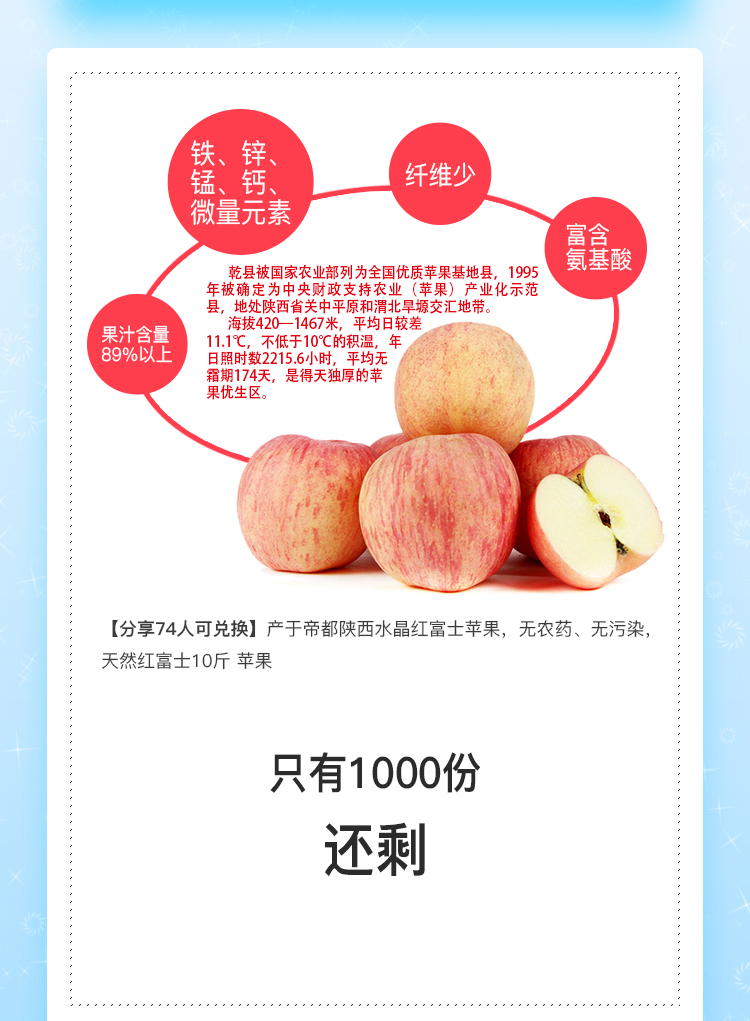 铁、锌、
锰、钙、
微量元素
纤维少
富含
氨基酸
果汁含量
89%以上
乾县被国家农业部列为全国优质苹果基地县，1995
年被确定为中央财政支持农业（苹果）产业化示范
县，地处陕西省关中平原和渭北旱塬交汇地带。
海拔420—1467米，平均日较差
11.1℃，不低于10℃的积温，年
日照时数2215.6小时，平均无
霜期174天，是得天独厚的苹
果优生区。
【分享74人可兑换】产于帝都陕西水晶红富士苹果，无农药、无污染，
天然红富士10斤 苹果
只有1000份
还剩